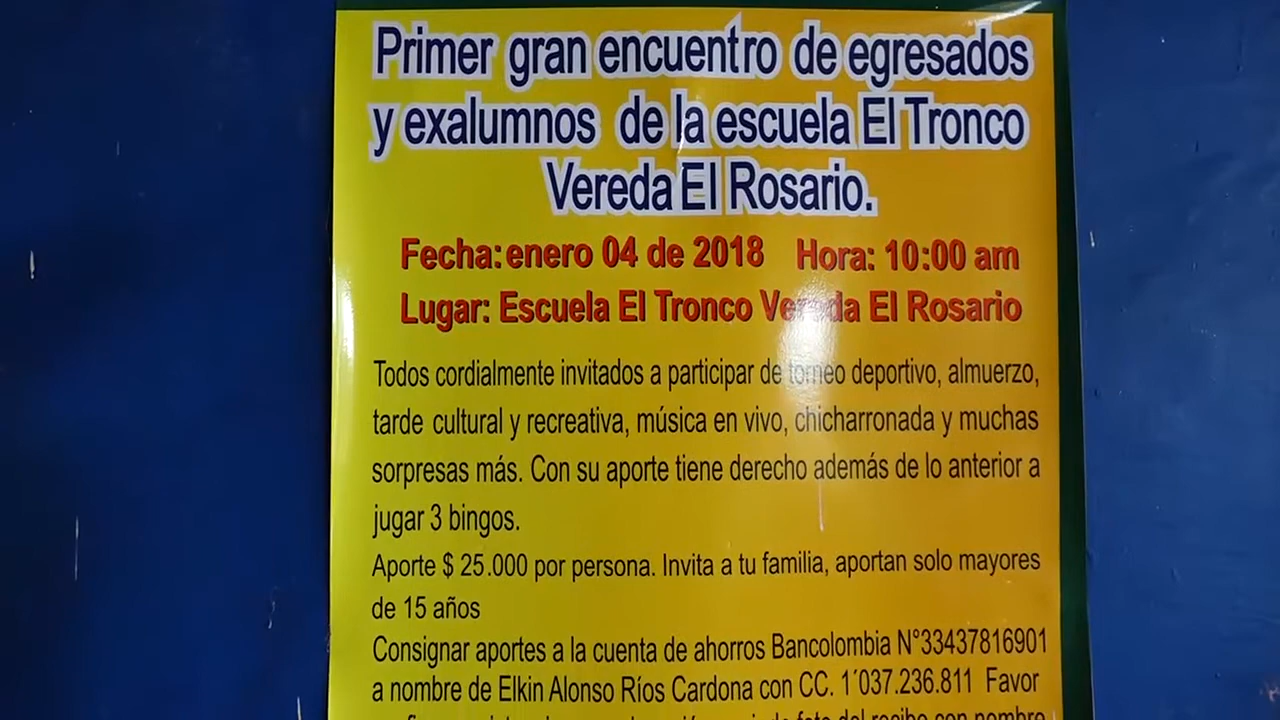 Primer gran encuentro de egresados
y exalumnos de la escuela El Tronco
Vereda El Rosario.
Fecha: enero 04 de 2018 Hora: 10:00 am
Lugar: Escuela El Tronco Vereda El Rosario
Todos cordialmente invitados a participar de torneo deportivo, almuerzo,
tarde cultural y recreativa, música en vivo, chicharronada y muchas
sorpresas más. Con su aporte tiene derecho además de lo anterior a
jugar 3 bingos.
Aporte $ 25.000 por persona. Invita a tu familia, aportan solo mayores
de 15 años
Consignar aportes a la cuenta de ahorros Bancolombia N°33437816901
a nombre de Elkin Alonso Ríos Cardona con CC. 1´037.236.811 Favor
foto del recibo con nombre